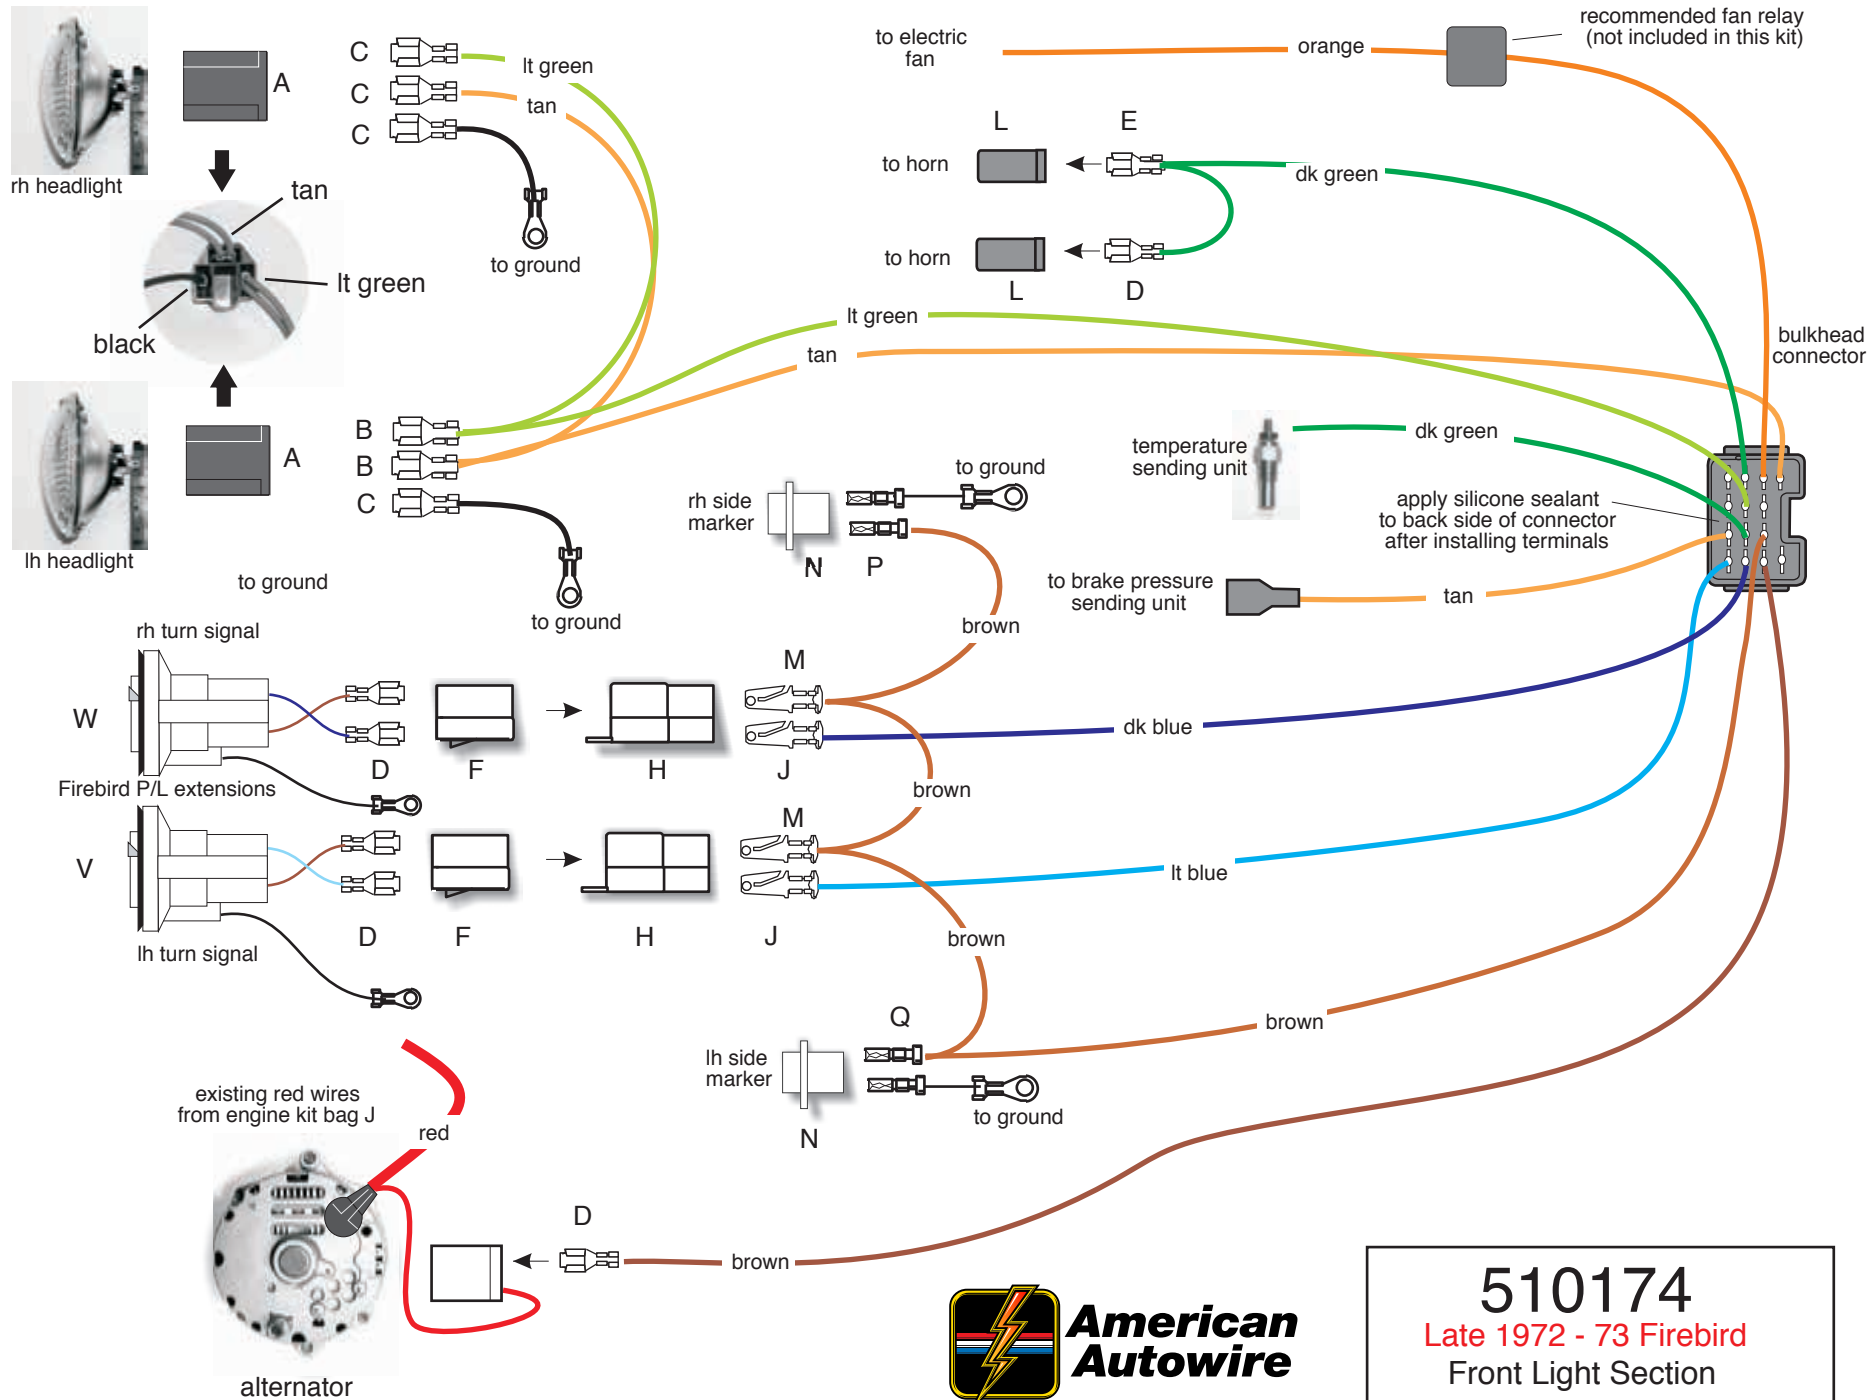 recommended fan relay
(not included in this kit)
to electric
fan
orange
C
C
C
A
lt green
tan
rh headlight
tan
lt green
black
to ground
L
E
to horn
dk green
to horn
L
D
lt green
tan
bulkhead
connector
A
B
B
C
lh headlight
to ground
to ground
rh side
marker
to ground
N
P
brown
temperature
sending unit
dk green
apply silicone sealant
to back side of connector
after installing terminals
to brake pressure
sending unit
tan
rh turn signal
W
D
F
H
M
J
dk blue
brown
Firebird P/L extensions
V
D
F
H
M
J
lt blue
brown
lh turn signal
Q
lh side
marker
N
to ground
brown
existing red wires
from engine kit bag J
red
D
brown
alternator
American
Autowire
510174
Late 1972 - 73 Firebird
Front Light Section